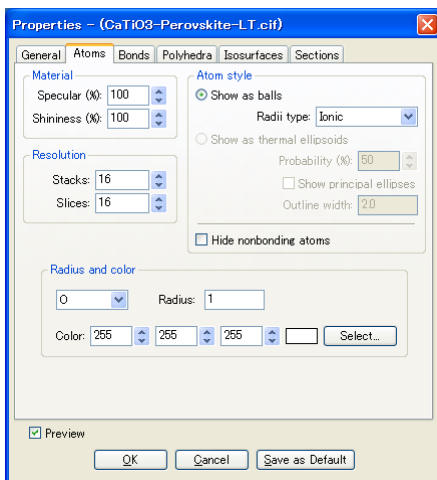 Properties - (CaTiO3-Perovskite-LT.cif)
General Atoms Bonds Polyhedra Isosurfaces Sections
Material
Specular (%): 100
Shininess (%): 100
Resolution
Stacks: 16
Slices: 16
Atom style
Show as balls
Radii type: Ionic
Show as thermal ellipsoids
Probability (%): 50
Show principal ellipses
Outline width: 2.0
Hide nonbonding atoms
Radius and color
O Radius: 1
Color: 255 255 255 Select...
Preview
OK Cancel Save as Default